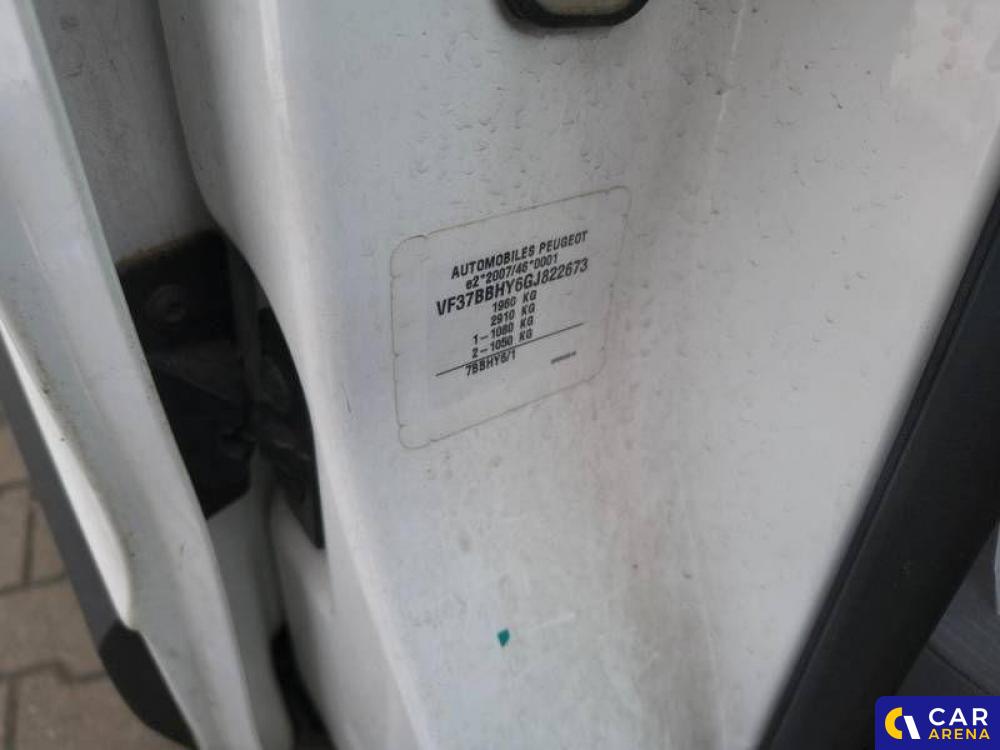 AUTOMOBILES PEUGEOT
e2*2007/46*0001
VF37BBHY6GJ822673
1960 KG
2910 KG
1-1080 KG
2-1050 KG
7BBHY6/1
CAR
ARENA